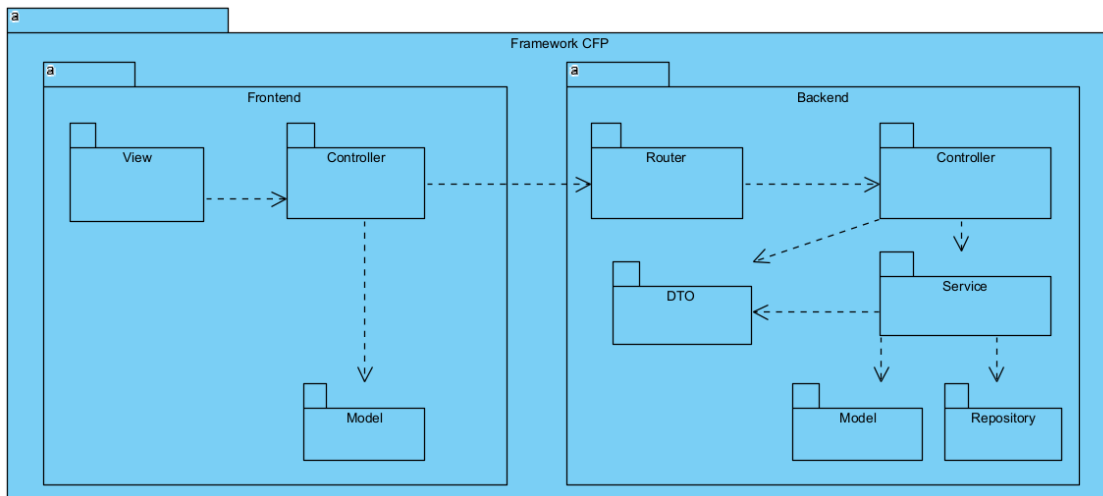 a
Framework CFP
a
Frontend
View
Controller
Model
a
Backend
Router
Controller
DTO
Service
Model
Repository